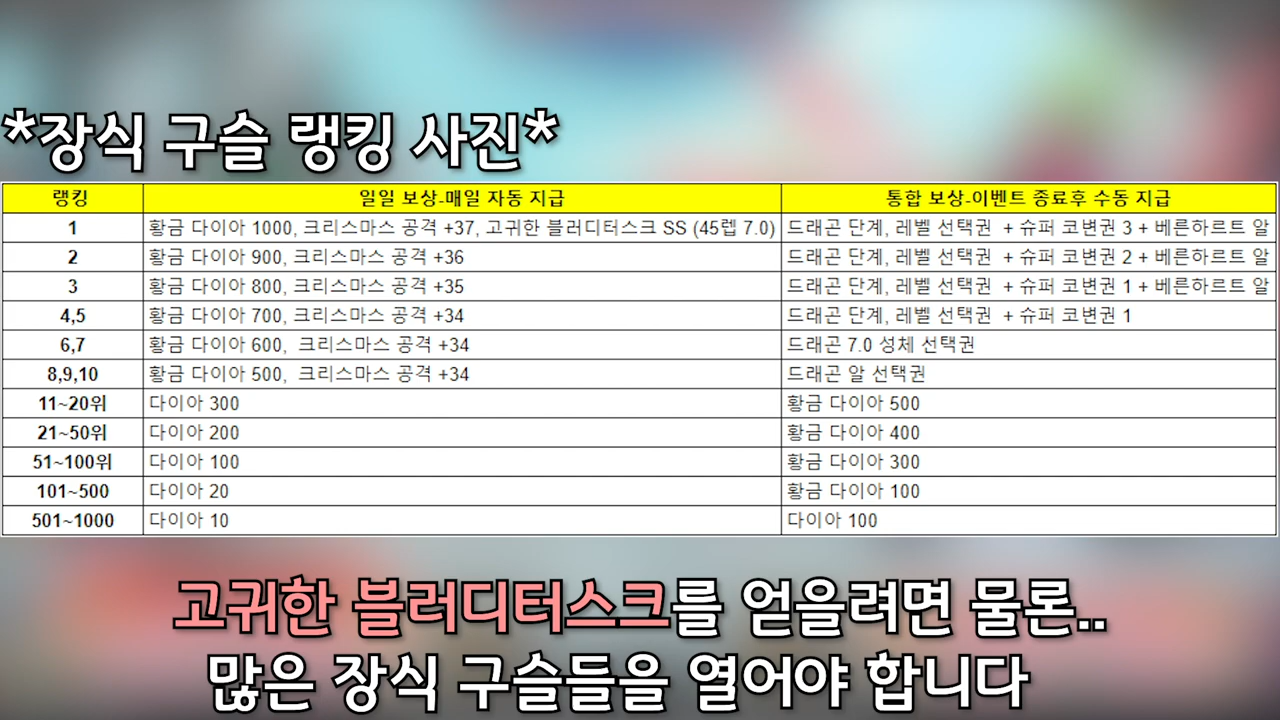 *장식 구슬 랭킹 사진*
랭킹 일일 보상-매일 자동 지급 통합 보상-이벤트 종료후 수동 지급
1 황금 다이아 1000, 크리스마스 공격 +37, 고귀한 블러디터스크 SS (45렙 7.0) 드래곤 단계, 레벨 선택권 + 슈퍼 코변권 3 + 베른하르트 알
2 황금 다이아 900, 크리스마스 공격 +36 드래곤 단계, 레벨 선택권 + 슈퍼 코변권 2 + 베른하르트 알
3 황금 다이아 800, 크리스마스 공격 +35 드래곤 단계, 레벨 선택권 + 슈퍼 코변권 1 + 베른하르트 알
4,5 황금 다이아 700, 크리스마스 공격 +34 드래곤 단계, 레벨 선택권 + 슈퍼 코변권 1
6,7 황금 다이아 600, 크리스마스 공격 +34 드래곤 7.0 성체 선택권
8,9,10 황금 다이아 500, 크리스마스 공격 +34 드래곤 알 선택권
11~20위 다이아 300 황금 다이아 500
21~50위 다이아 200 황금 다이아 400
51~100위 다이아 100 황금 다이아 300
101~500 다이아 20 황금 다이아 100
501~1000 다이아 10 다이아 100
고귀한 블러디터스크를 얻을려면 물론..
많은 장식 구슬들을 열어야 합니다